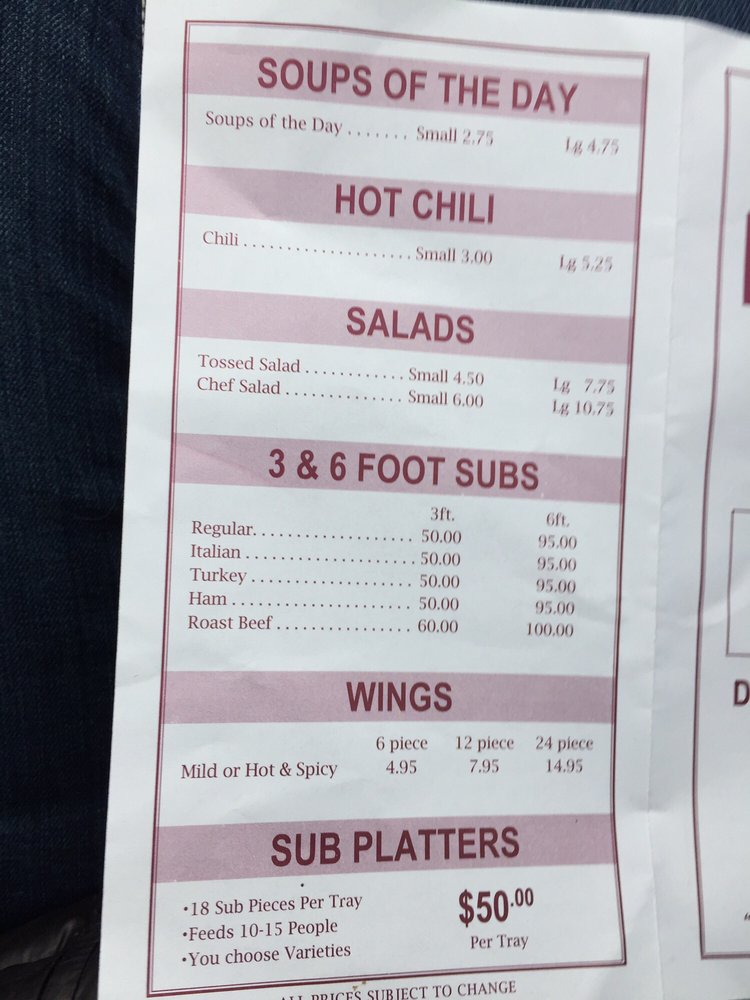 SOUPS OF THE DAY
Soups of the Day ....... Small 2.75 Lg 4.75
HOT CHILI
Chili .................... Small 3.00 Lg 5.25
SALADS
Tossed Salad ............ Small 4.50 Lg 7.75
Chef Salad .............. Small 6.00 Lg 10.75
3 & 6 FOOT SUBS
3ft. 6ft.
Regular.................. 50.00 95.00
Italian .................... 50.00 95.00
Turkey ................... 50.00 95.00
Ham ..................... 50.00 95.00
Roast Beef ................ 60.00 100.00
WINGS
6 piece 12 piece 24 piece
Mild or Hot & Spicy 4.95 7.95 14.95
SUB PLATTERS
•18 Sub Pieces Per Tray $50.00
•Feeds 10-15 People
•You choose Varieties Per Tray
ALL PRICES SUBJECT TO CHANGE
D